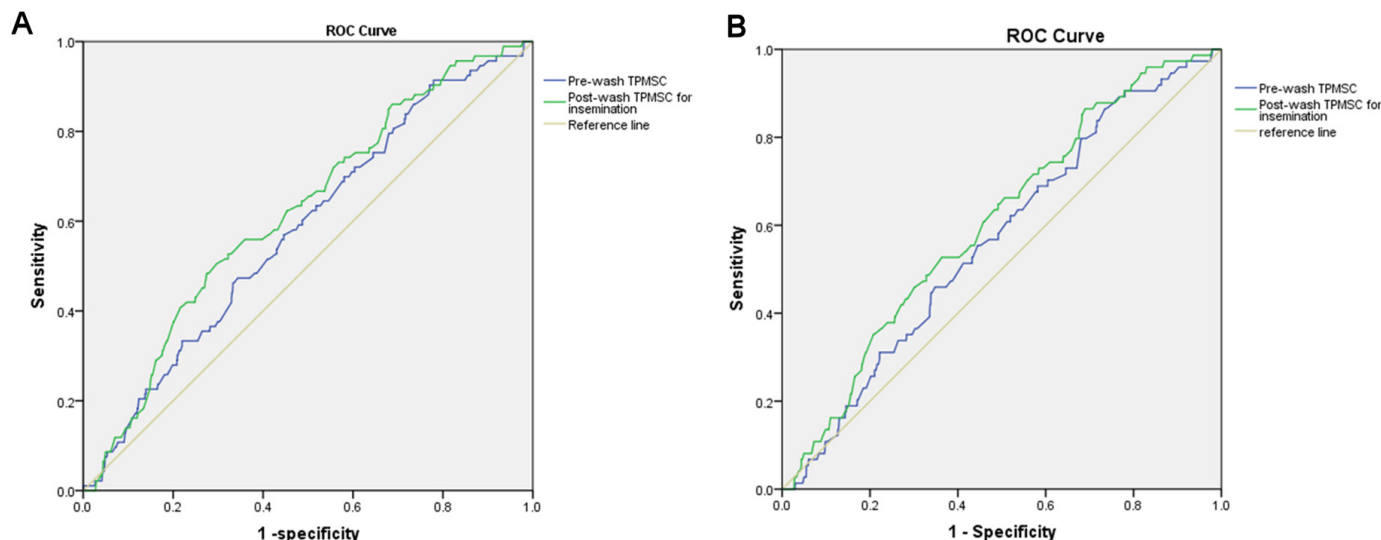 A
ROC Curve
1.0
0.8
0.6
0.4
0.2
0.0
Sensitivity
0.0 0.2 0.4 0.6 0.8 1.0
1 -specificity
Pre-wash TPMSC
Post-wash TPMSC for
insemination
Reference line
B
ROC Curve
1.0
0.8
0.6
0.4
0.2
0.0
Sensitivity
0.0 0.2 0.4 0.6 0.8 1.0
1 - Specificity
Pre-wash TPMSC
Post-wash TPMSC for
insemination
reference line